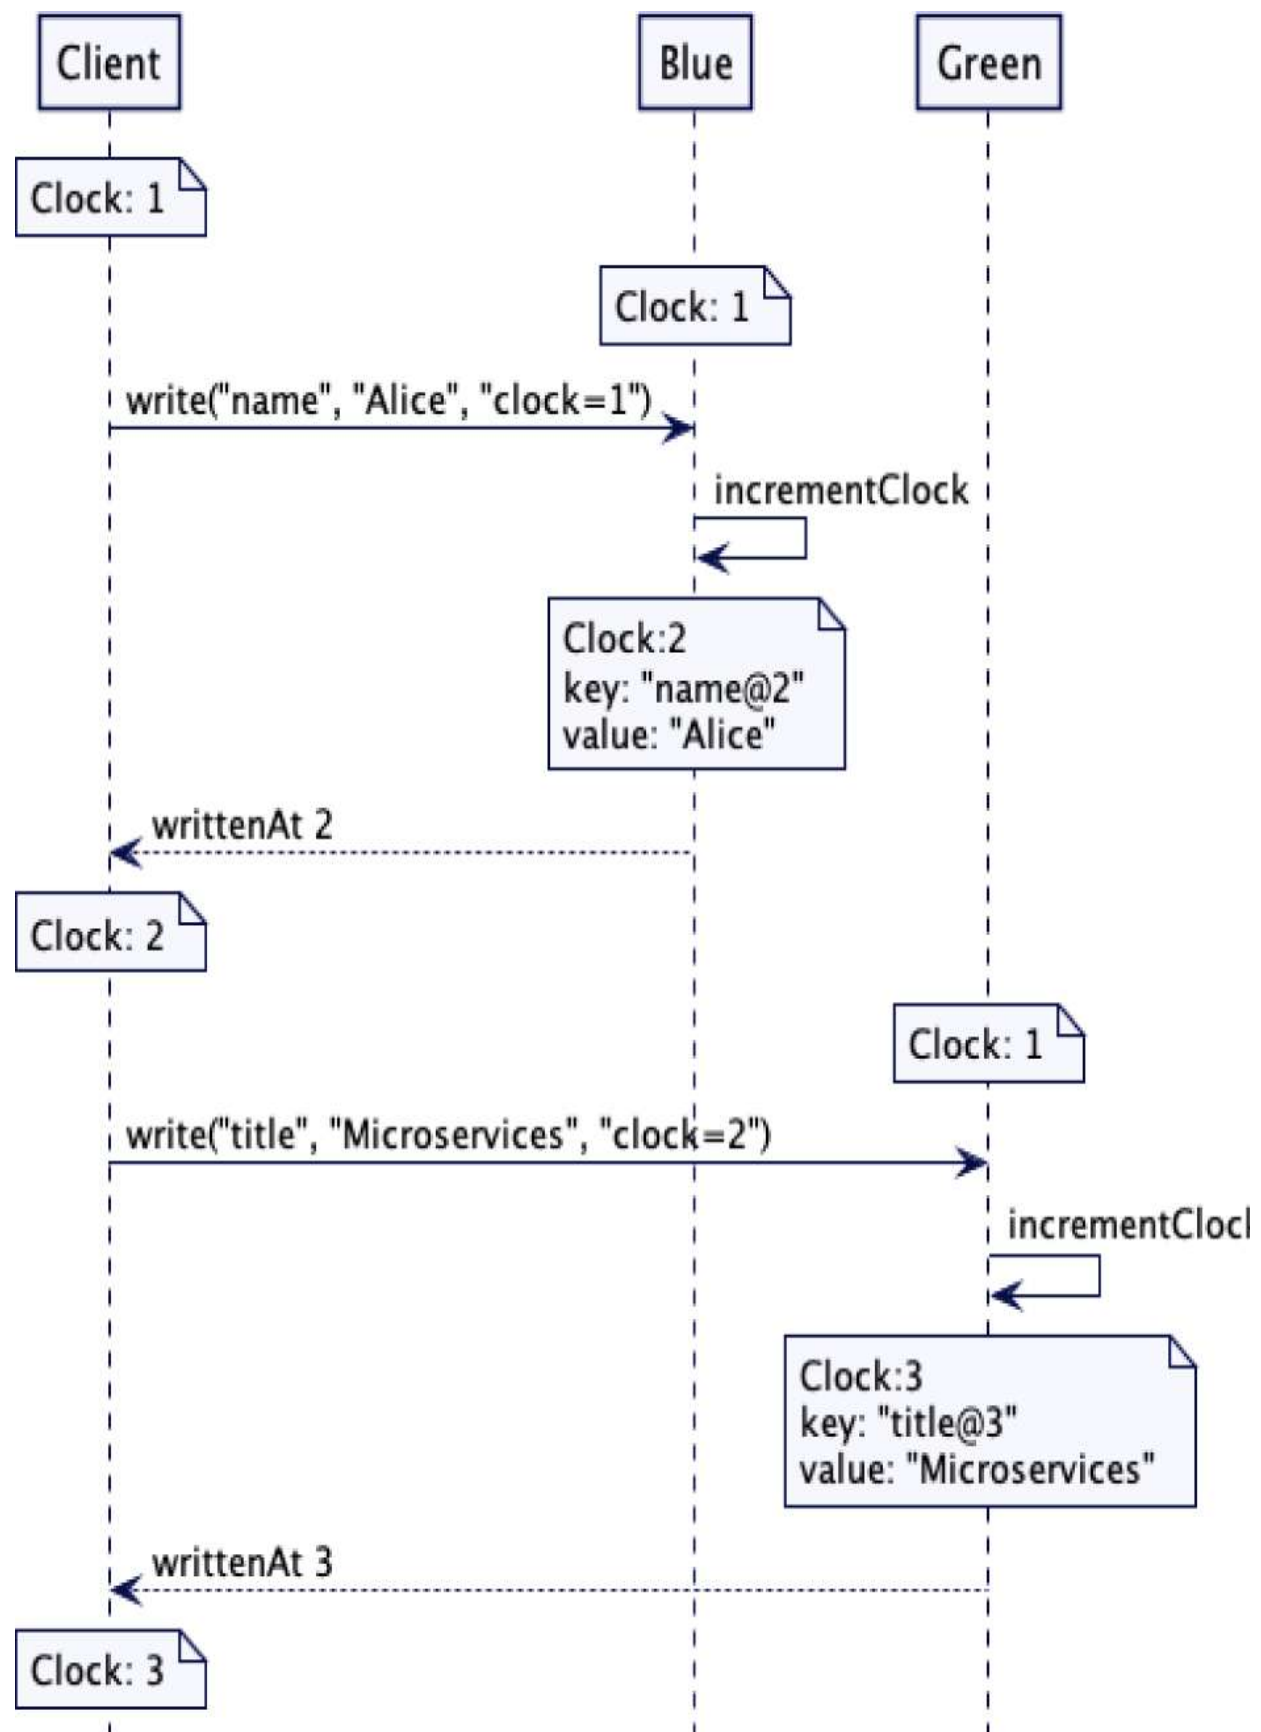 Client
Blue
Green
Clock: 1
Clock: 1
write("name", "Alice", "clock=1")
incrementClock
Clock:2
key: "name@2"
value: "Alice"
writtenAt 2
Clock: 2
Clock: 1
write("title", "Microservices", "clock=2")
incrementCloc
Clock:3
key: "title@3"
value: "Microservices"
writtenAt 3
Clock: 3